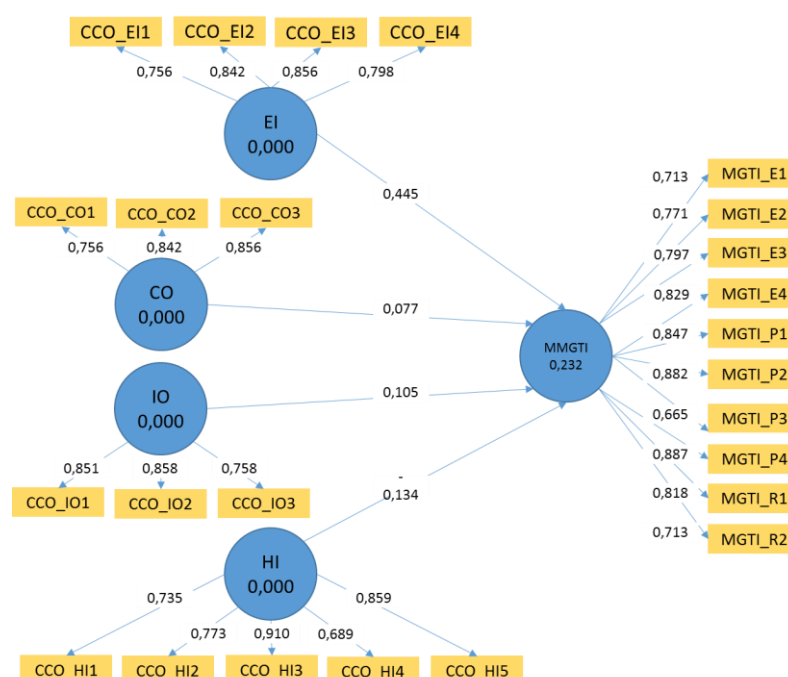 CCO_EI1
CCO_EI2
CCO_EI3
CCO_EI4
0,756
0,842
0,856
0,798
EI
0,000
0,445
CCO_CO1
CCO_CO2
CCO_CO3
0,756
0,842
0,856
CO
0,000
0,077
IO
0,000
0,105
0,851
0,858
0,758
CCO_IO1
CCO_IO2
CCO_IO3
-
0,134
HI
0,000
0,735
0,773
0,910
0,689
0,859
CCO_HI1
CCO_HI2
CCO_HI3
CCO_HI4
CCO_HI5
MMGTI
0,232
0,713
0,771
0,797
0,829
0,847
0,882
0,665
0,887
0,818
0,713
MGTI_E1
MGTI_E2
MGTI_E3
MGTI_E4
MGTI_P1
MGTI_P2
MGTI_P3
MGTI_P4
MGTI_R1
MGTI_R2